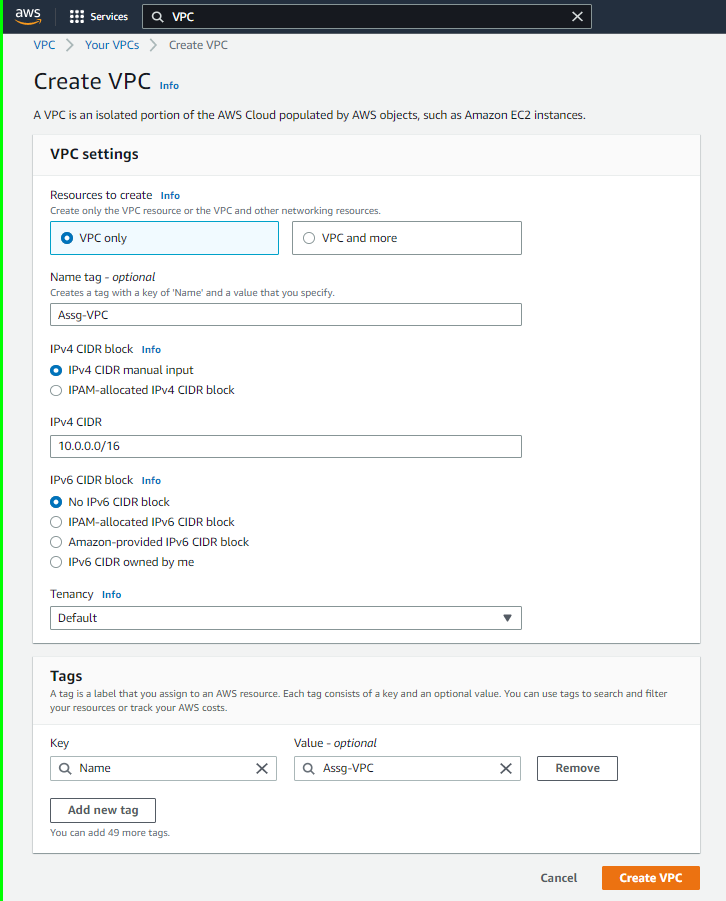 aws Services VPC
VPC > Your VPCs > Create VPC
Create VPC Info
A VPC is an isolated portion of the AWS Cloud populated by AWS objects, such as Amazon EC2 instances.
VPC settings
Resources to create Info
Create only the VPC resource or the VPC and other networking resources.
VPC only VPC and more
Name tag - optional
Creates a tag with a key of 'Name' and a value that you specify.
Assg-VPC
IPv4 CIDR block Info
IPv4 CIDR manual input
IPAM-allocated IPv4 CIDR block
IPv4 CIDR
10.0.0.0/16
IPv6 CIDR block Info
No IPv6 CIDR block
IPAM-allocated IPv6 CIDR block
Amazon-provided IPv6 CIDR block
IPv6 CIDR owned by me
Tenancy Info
Default
Tags
A tag is a label that you assign to an AWS resource. Each tag consists of a key and an optional value. You can use tags to search and filter
your resources or track your AWS costs.
Key Value - optional
Name Assg-VPC Remove
Add new tag
You can add 49 more tags.
Cancel Create VPC